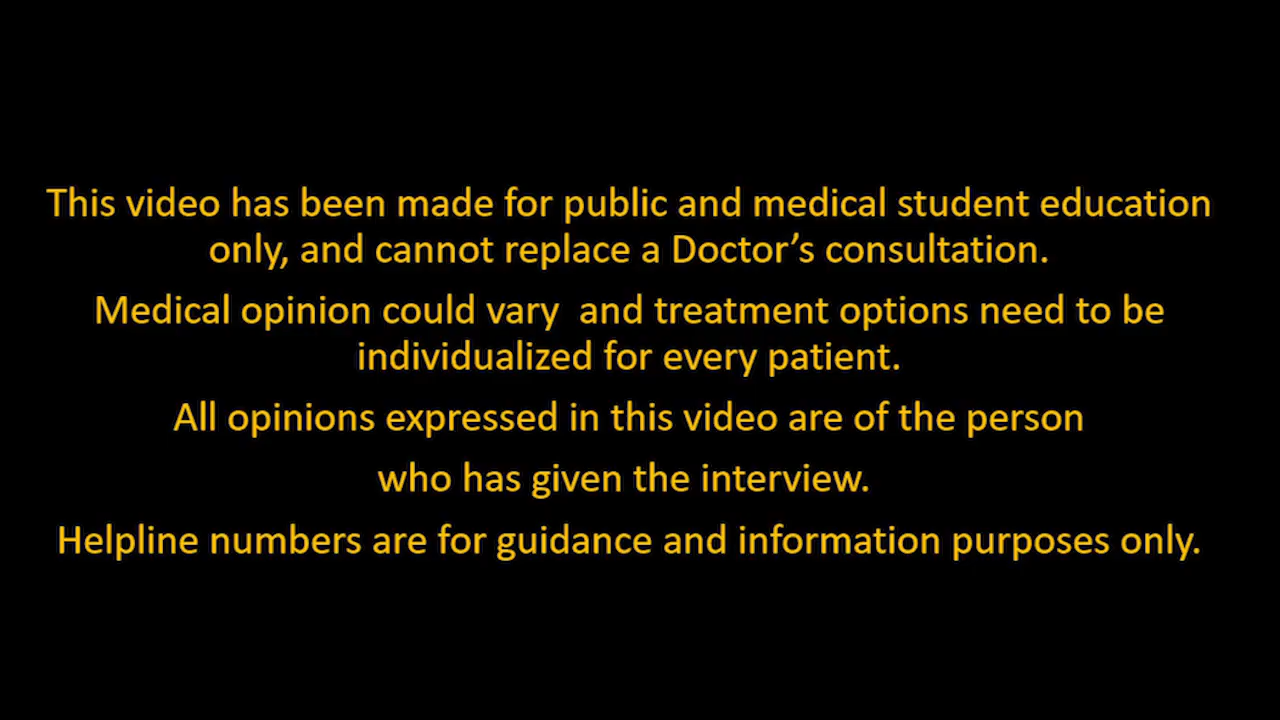 This video has been made for public and medical student education
only, and cannot replace a Doctor’s consultation.
Medical opinion could vary  and treatment options need to be
individualized for every patient.
All opinions expressed in this video are of the person
who has given the interview.
Helpline numbers are for guidance and information purposes only.